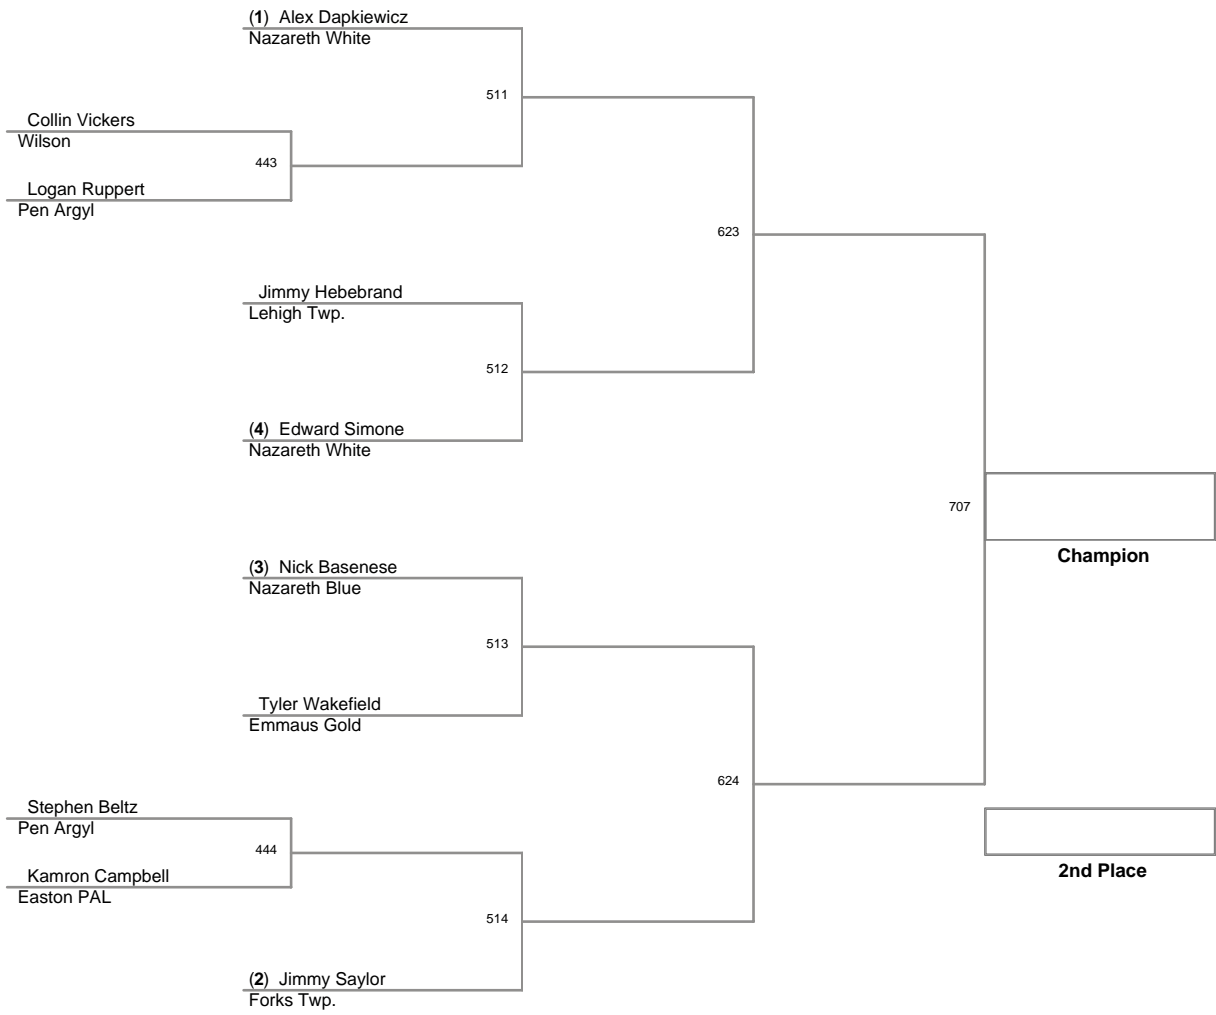 (1) Alex Dapkiewicz
Nazareth White
511
Collin Vickers
Wilson
443
Logan Ruppert
Pen Argyl
623
Jimmy Hebebrand
Lehigh Twp.
512
(4) Edward Simone
Nazareth White
707
Champion
(3) Nick Basenese
Nazareth Blue
513
Tyler Wakefield
Emmaus Gold
624
Stephen Beltz
Pen Argyl
444
Kamron Campbell
Easton PAL
2nd Place
514
(2) Jimmy Saylor
Forks Twp.